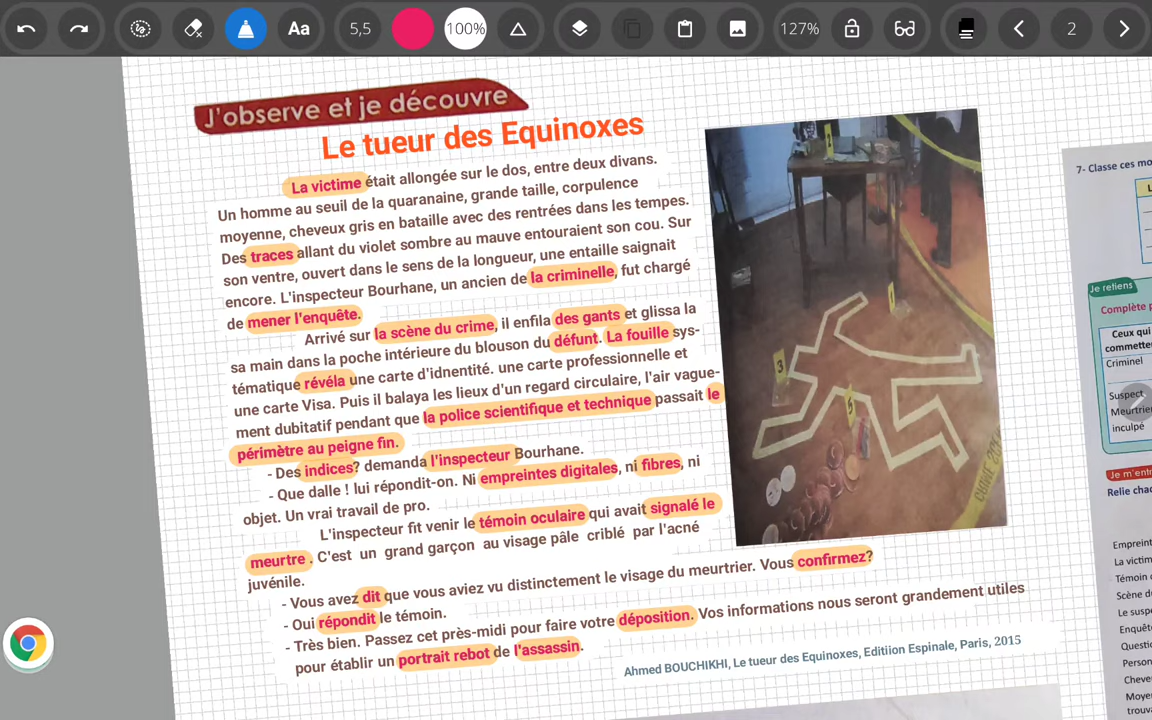 Aa 5,5 100% 127% 2
J'observe et je découvre
Le tueur des Equinoxes
La victime était allongée sur le dos, entre deux divans.
Un homme au seuil de la quaranaine, grande taille, corpulence
moyenne, cheveux gris en bataille avec des rentrées dans les tempes.
Des traces allant du violet sombre au mauve entouraient son cou. Sur
son ventre, ouvert dans le sens de la longueur, une entaille saignait
encore. L'inspecteur Bourhane, un ancien de la criminelle, fut chargé
de mener l'enquête.
Arrivé sur la scène du crime, il enfila des gants et glissa la
sa main dans la poche intérieure du blouson du défunt. La fouille sys-
tématique révéla une carte d'idnentité. une carte professionnelle et
une carte Visa. Puis il balaya les lieux d'un regard circulaire, l'air vague-
ment dubitatif pendant que la police scientifique et technique passait le
périmètre au peigne fin.
- Des indices? demanda l'inspecteur Bourhane.
- Que dalle ! lui répondit-on. Ni empreintes digitales, ni fibres, ni
objet. Un vrai travail de pro.
L'inspecteur fit venir le témoin oculaire qui avait signalé le
meurtre . C'est un grand garçon au visage pâle criblé par l'acné
juvénile.
- Vous avez dit que vous aviez vu distinctement le visage du meurtrier. Vous confirmez?
- Oui répondit le témoin.
- Très bien. Passez cet près-midi pour faire votre déposition. Vos informations nous seront grandement utiles
pour établir un portrait rebot de l'assassin.
Ahmed BOUCHIKHI, Le tueur des Equinoxes, Editiion Espinale, Paris, 2015
1
3
5
7- Classe ces mo
L
Je retiens
Complète p
Ceux qui
commette
Criminel
Suspect
Meurtrie
inculpé
Je m'entr
Relie chac
Empreint
La victim
Témoin o
Scène du
Le suspe
Enquête
Questio
Person
Cheve
Moye
trouv